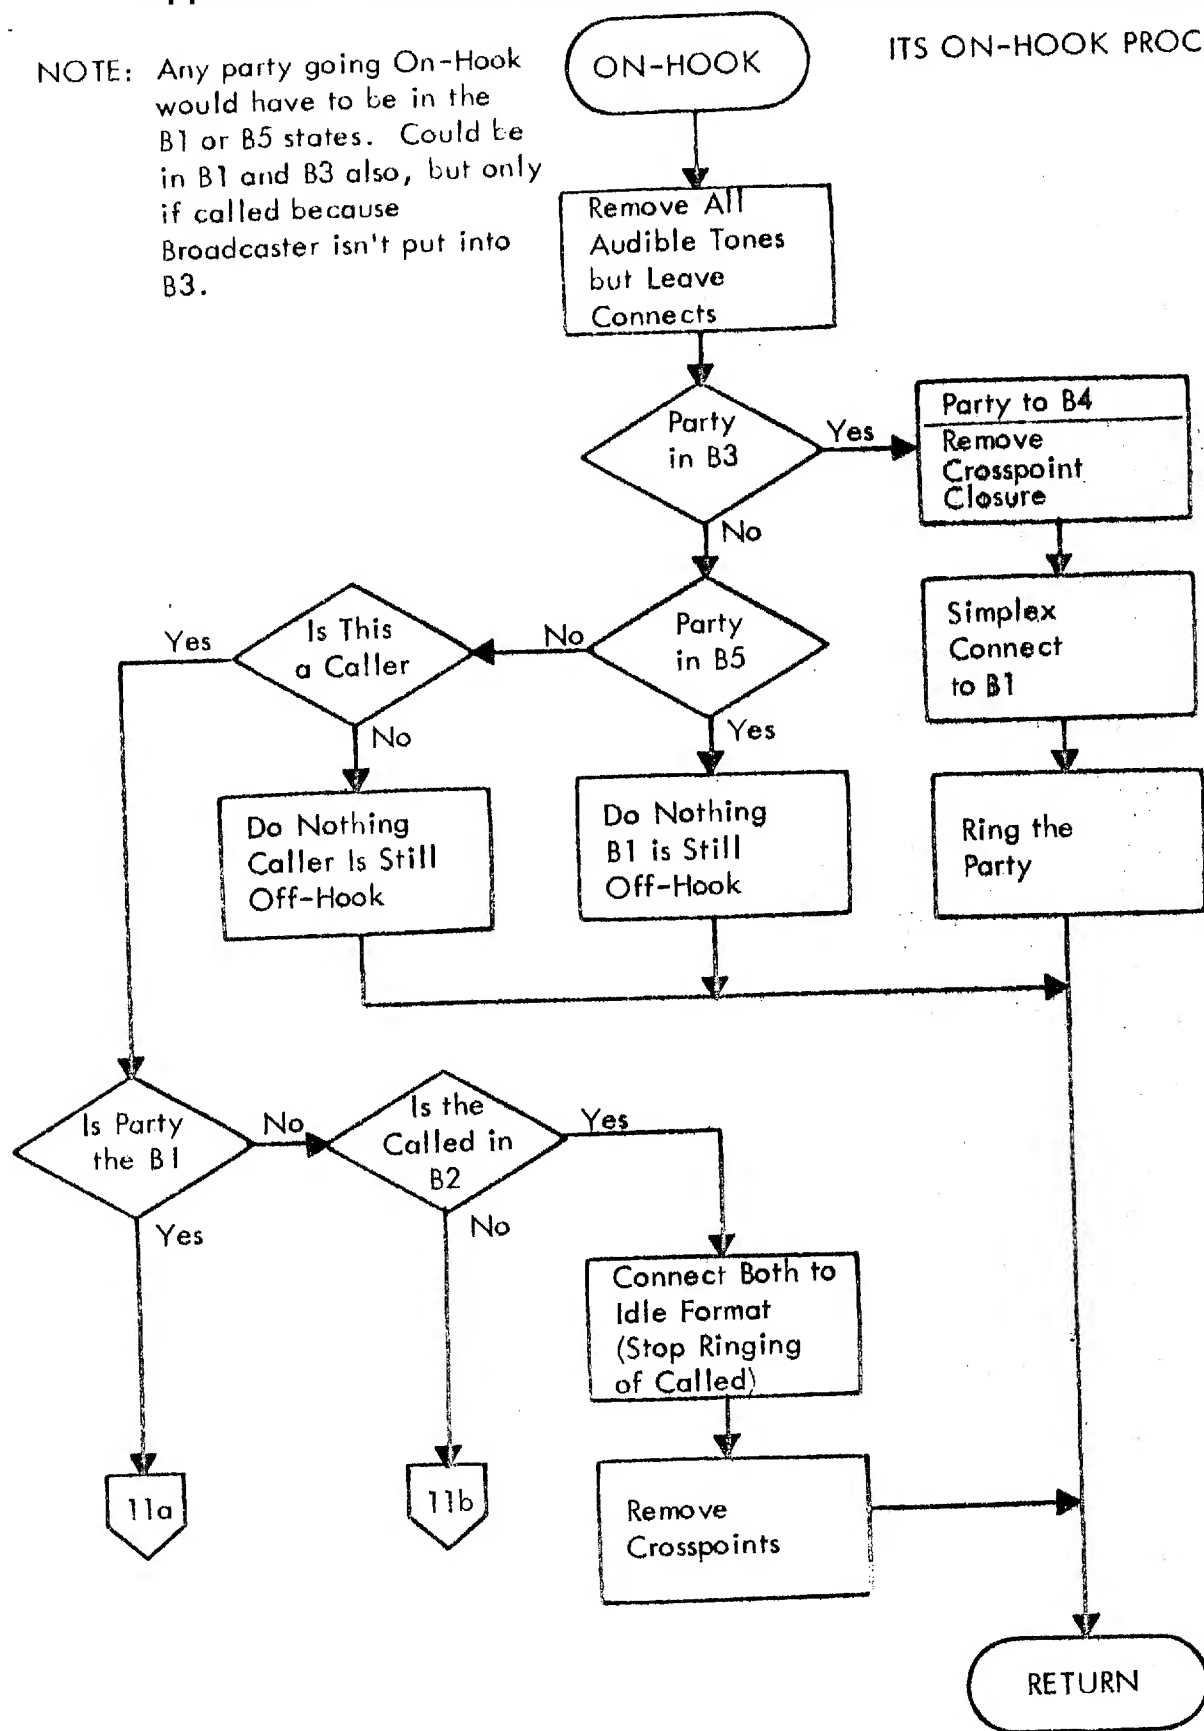 ON-HOOK
ITS ON-HOOK PROC
NOTE: Any party going On-Hook
would have to be in the
B1 or B5 states. Could be
in B1 and B3 also, but only
if called because
Broadcaster isn't put into
B3.
Remove All
Audible Tones
but Leave
Connects
Party
in B3
Yes
No
Party to B4
Remove
Crosspoint
Closure
Simplex
Connect
to B1
Ring the
Party
Party
in B5
No
Yes
Is This
a Caller
Yes
No
Do Nothing
Caller Is Still
Off-Hook
Do Nothing
B1 is Still
Off-Hook
Is Party
the B1
No
Yes
Is the
Called in
B2
Yes
No
Connect Both to
Idle Format
(Stop Ringing
of Called)
11a
11b
Remove
Crosspoints
RETURN